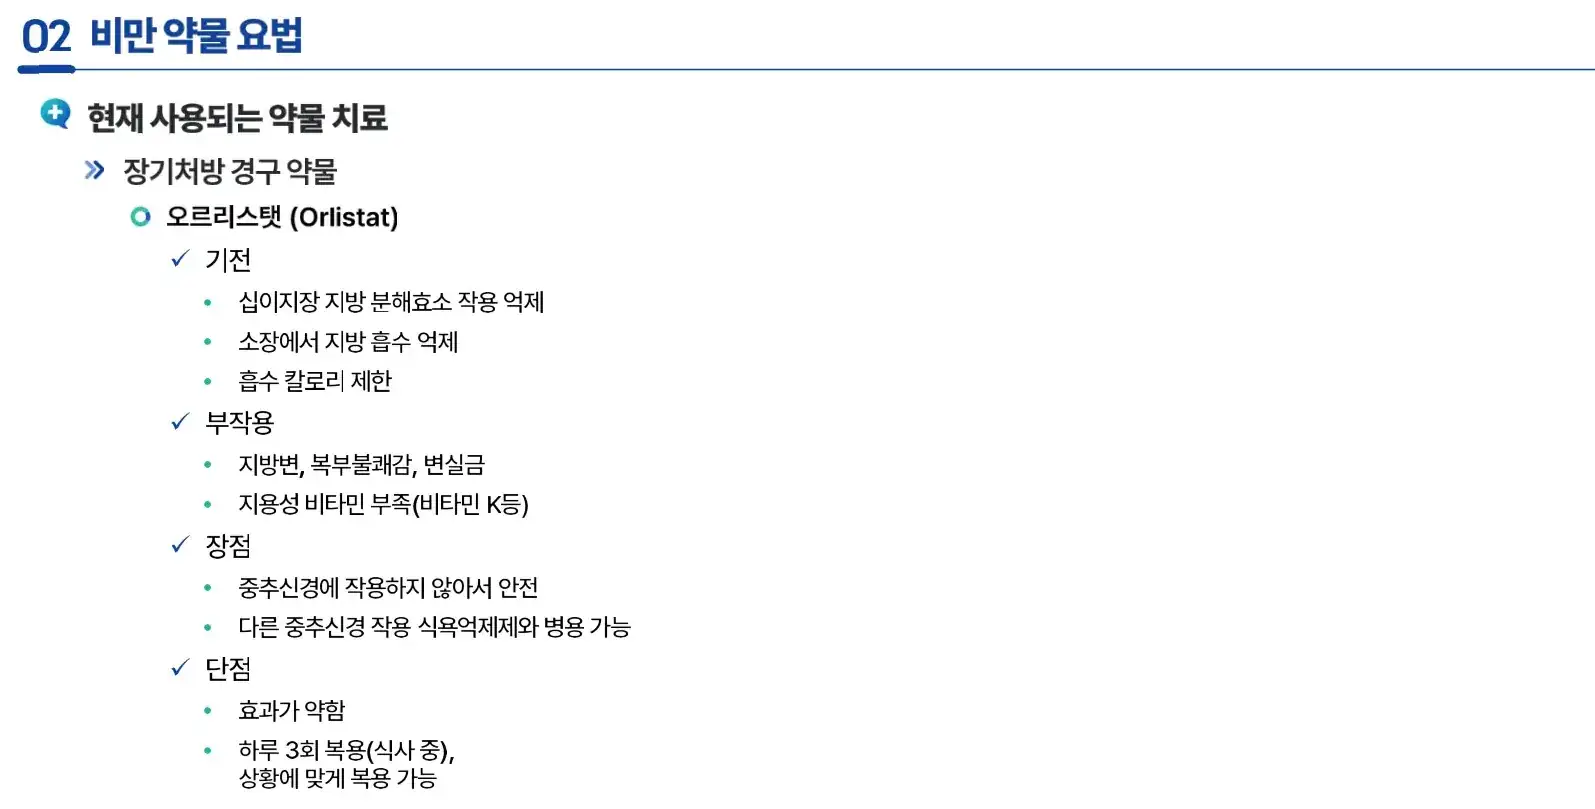 02 비만 약물 요법
현재 사용되는 약물 치료
장기처방 경구 약물
오르리스탯 (Orlistat)
기전
십이지장 지방 분해효소 작용 억제
소장에서 지방 흡수 억제
흡수 칼로리 제한
부작용
지방변, 복부불쾌감, 변실금
지용성 비타민 부족(비타민 K등)
장점
중추신경에 작용하지 않아서 안전
다른 중추신경 작용 식욕억제제와 병용 가능
단점
효과가 약함
하루 3회 복용(식사 중),
상황에 맞게 복용 가능